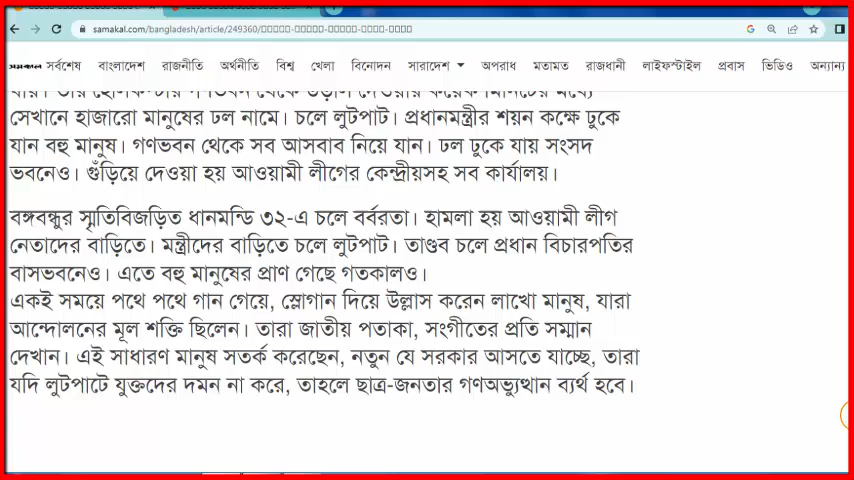 samakal.com/bangladesh/article/249360/
সমকাল সর্বশেষ বাংলাদেশ রাজনীতি অর্থনীতি বিশ্ব খেলা বিনোদন সারাদেশ অপরাধ মতামত রাজধানী লাইফস্টাইল প্রবাস ভিডিও অন্যান্য
সেখানে হাজারো মানুষের ঢল নামে। চলে লুটপাট। প্রধানমন্ত্রীর শয়ন কক্ষে ঢুকে
যান বহু মানুষ। গণভবন থেকে সব আসবাব নিয়ে যান। ঢল ঢুকে যায় সংসদ
ভবনেও। গুঁড়িয়ে দেওয়া হয় আওয়ামী লীগের কেন্দ্রীয়সহ সব কার্যালয়।
বঙ্গবন্ধুর স্মৃতিবিজড়িত ধানমন্ডি ৩২-এ চলে বর্বরতা। হামলা হয় আওয়ামী লীগ
নেতাদের বাড়িতে। মন্ত্রীদের বাড়িতে চলে লুটপাট। তাণ্ডব চলে প্রধান বিচারপতির
বাসভবনেও। এতে বহু মানুষের প্রাণ গেছে গতকালও।
একই সময়ে পথে পথে গান গেয়ে, স্লোগান দিয়ে উল্লাস করেন লাখো মানুষ, যারা
আন্দোলনের মূল শক্তি ছিলেন। তারা জাতীয় পতাকা, সংগীতের প্রতি সম্মান
দেখান। এই সাধারণ মানুষ সতর্ক করেছেন, নতুন যে সরকার আসতে যাচ্ছে, তারা
যদি লুটপাটে যুক্তদের দমন না করে, তাহলে ছাত্র-জনতার গণঅভ্যুত্থান ব্যর্থ হবে।